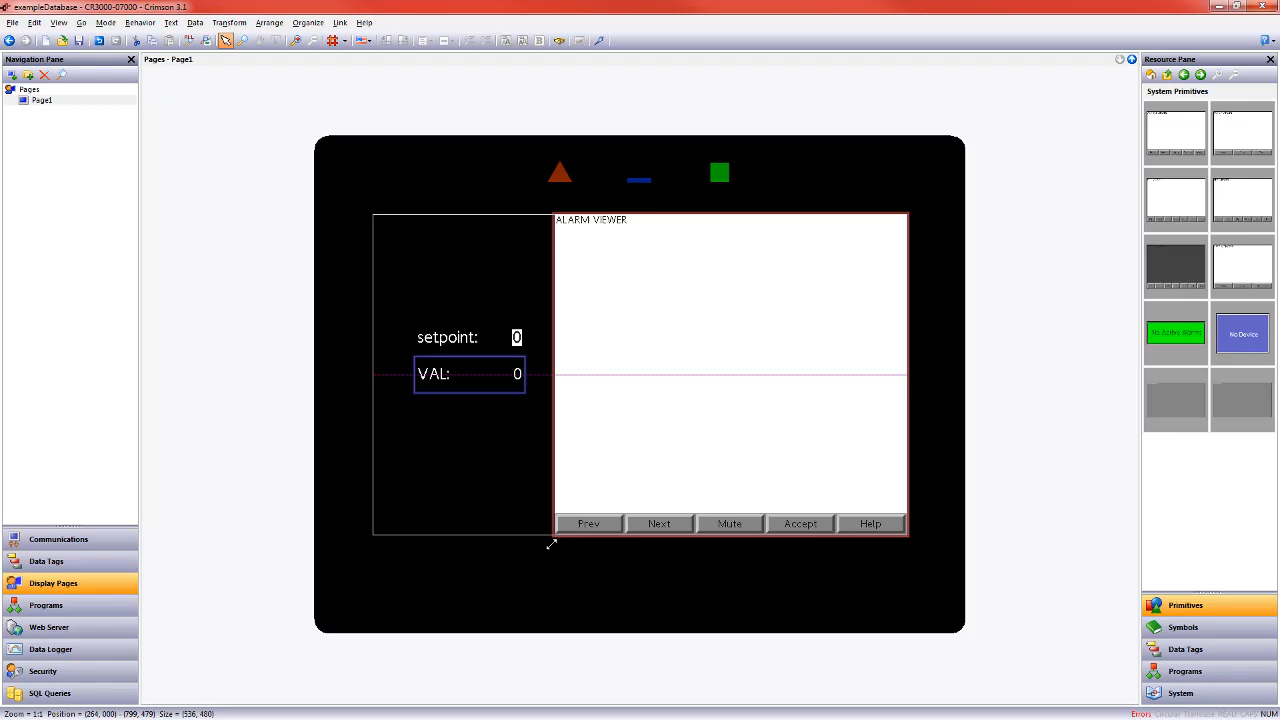 exampleDatabase - CR3000-07000 - Crimson 3.1
File Edit View Go Mode Behavior Text Data Transform Arrange Organize Link Help
Navigation Pane
Pages - Page1
Resource Pane
Pages
Page1
System Primitives
ALARM VIEWER
setpoint: 0
VAL: 0
No Active Alarms
No Device
Prev Next Mute Accept Help
Communications
Data Tags
Display Pages
Programs
Web Server
Data Logger
Security
SQL Queries
Primitives
Symbols
Data Tags
Programs
System
Zoom = 1:1 Position = (264, 000) - (799, 479) Size = (536, 480)
Errors Circular Translate READ CAPS NUM